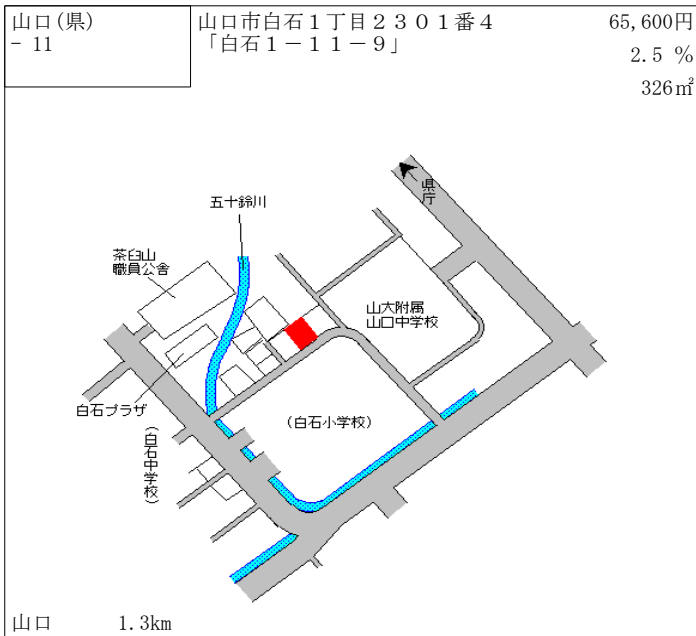 山口(県)
- 11
山口市白石１丁目２３０１番４
「白石１－１１－９」
65,600円
2.5 %
326㎡
県庁
五十鈴川
茶臼山
職員公舎
山大附属
山口中学校
白石プラザ
(白石小学校)
(白石中学校)
山口 1.3km